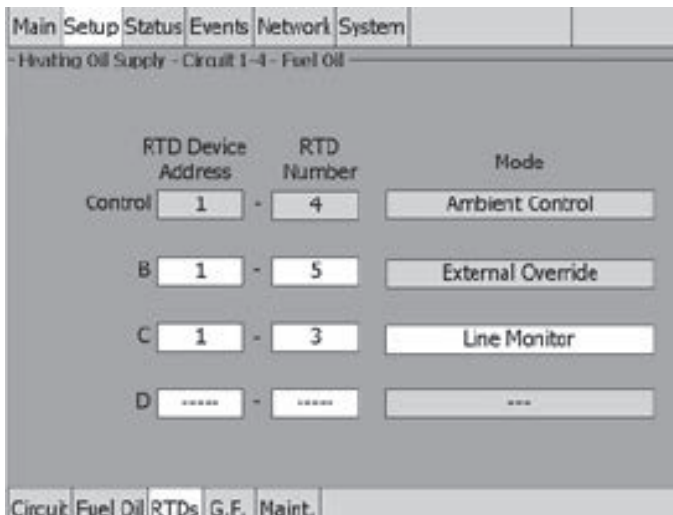 Main Setup Status Events Network System
Heating Oil Supply - Circuit 1-4 - Fuel Oil
RTD Device Address RTD Number Mode
Control 1 - 4 Ambient Control
B 1 - 5 External Override
C 1 - 3 Line Monitor
D ----- - ----- ---
Circuit Fuel Oil RTDs G.F. Maint.